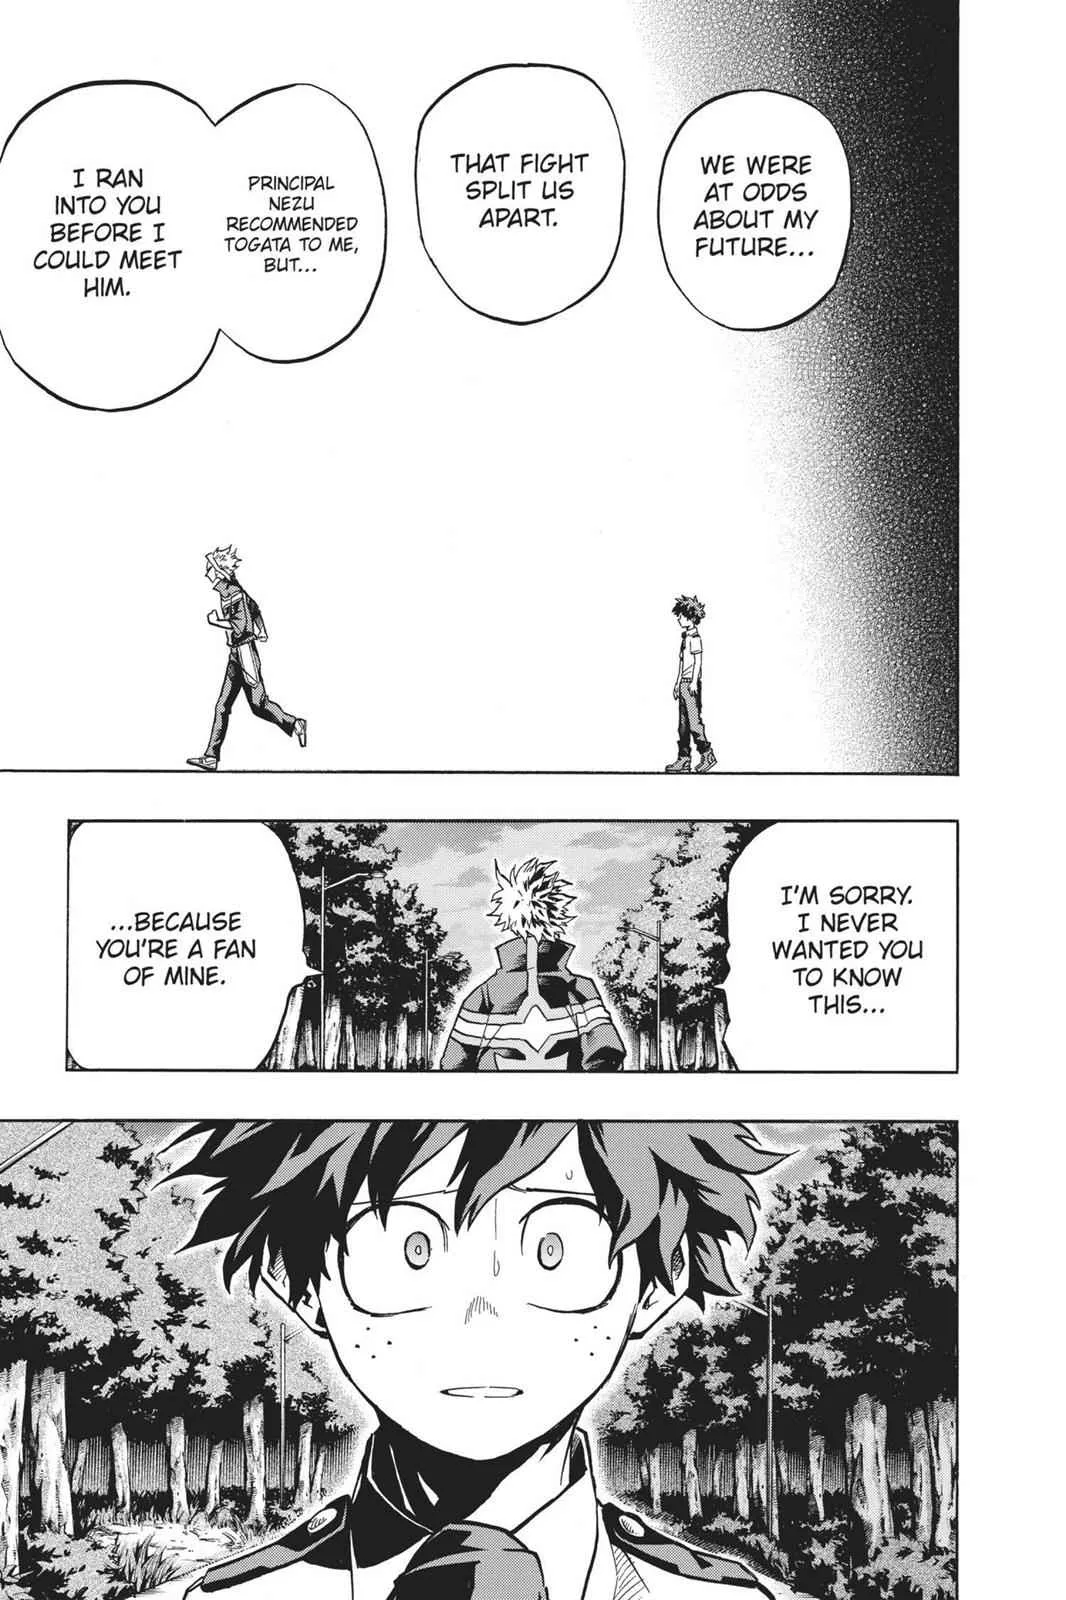 WE WERE
AT ODDS
ABOUT MY
FUTURE...
THAT FIGHT
SPLIT US
APART.
PRINCIPAL
NEZU
RECOMMENDED
TOGATA TO ME,
BUT...
I RAN
INTO YOU
BEFORE I
COULD MEET
HIM.
I'M SORRY.
I NEVER
WANTED YOU
TO KNOW
THIS...
...BECAUSE
YOU'RE A FAN
OF MINE.